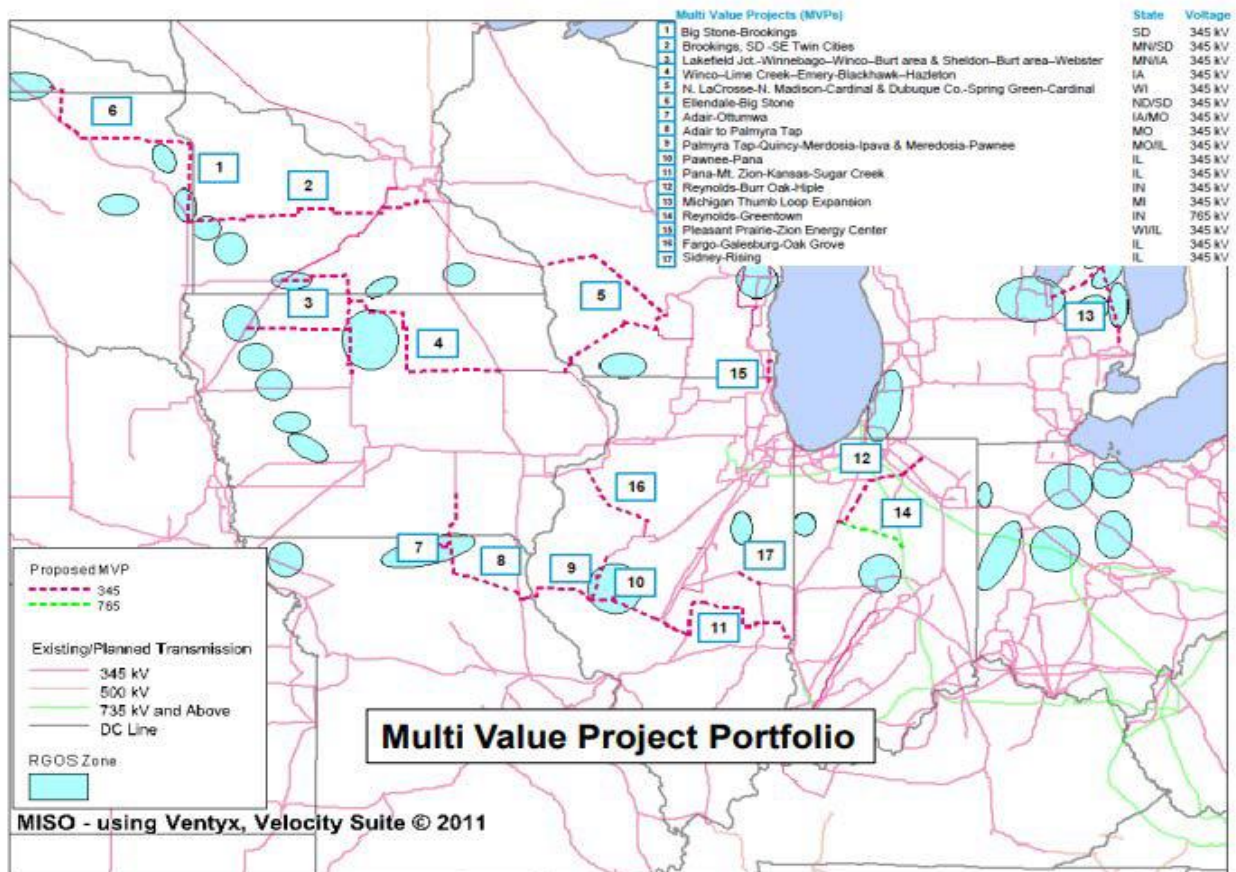 Multi Value Projects (MVPs) State Voltage
1 Big Stone-Brookings SD 345 kV
2 Brookings, SD -SE Twin Cities MN/SD 345 kV
3 Lakefield Jct.-Winnebago–Winco–Burt area & Sheldon–Burt area–Webster MN/IA 345 kV
4 Winco–Lime Creek–Emery-Blackhawk–Hazleton IA 345 kV
5 N. LaCrosse-N. Madison-Cardinal & Dubuque Co.-Spring Green-Cardinal WI 345 kV
6 Ellendale-Big Stone ND/SD 345 kV
7 Adair-Ottumwa IA/MO 345 kV
8 Adair to Palmyra Tap MO 345 kV
9 Palmyra Tap-Quincy-Merdosia-Ipava & Meredosia-Pawnee MO/IL 345 kV
10 Pawnee-Pana IL 345 kV
11 Pana-Mt. Zion-Kansas-Sugar Creek IL 345 kV
12 Reynolds-Burr Oak-Hiple IN 345 kV
13 Michigan Thumb Loop Expansion MI 345 kV
14 Reynolds-Greentown IN 765 kV
15 Pleasant Prairie-Zion Energy Center WI/IL 345 kV
16 Fargo-Galesburg-Oak Grove IL 345 kV
17 Sidney-Rising IL 345 kV
6
1
2
3
5
13
4
15
12
16
14
7
8
9
10
17
11
Proposed MVP
345
765
Existing/Planned Transmission
345 kV
500 kV
735 kV and Above
DC Line
RGOS Zone
Multi Value Project Portfolio
MISO - using Ventyx, Velocity Suite © 2011